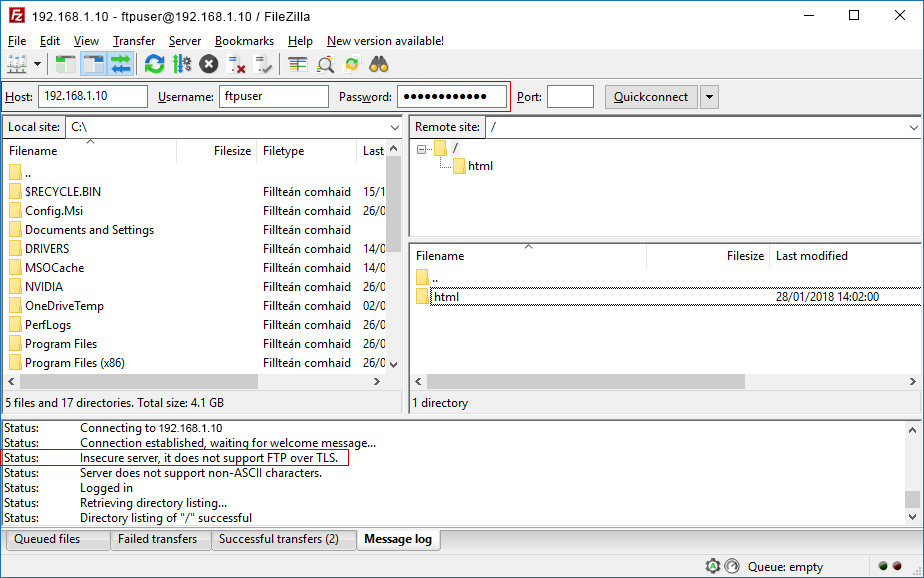 192.168.1.10 - ftpuser@192.168.1.10 / FileZilla
File Edit View Transfer Server Bookmarks Help New version available!
Host: 192.168.1.10 Username: ftpuser Password: ●●●●●●●●●●●● Port: Quickconnect
Local site: C:\
Filename Filesize Filetype Last
..
$RECYCLE.BIN Fillteán comhaid 15/1
Config.Msi Fillteán comhaid 26/0
Documents and Settings Fillteán comhaid
DRIVERS Fillteán comhaid 14/0
MSOCache Fillteán comhaid 14/0
NVIDIA Fillteán comhaid 26/0
OneDriveTemp Fillteán comhaid 02/0
PerfLogs Fillteán comhaid 26/0
Program Files Fillteán comhaid 26/0
Program Files (x86) Fillteán comhaid 26/0
5 files and 17 directories. Total size: 4.1 GB
Remote site: /
/
html
Filename Filesize Last modified
..
html 28/01/2018 14:02:00
1 directory
Status: Connecting to 192.168.1.10
Status: Connection established, waiting for welcome message...
Status: Insecure server, it does not support FTP over TLS.
Status: Server does not support non-ASCII characters.
Status: Logged in
Status: Retrieving directory listing...
Status: Directory listing of "/" successful
Queued files Failed transfers Successful transfers (2) Message log
Queue: empty